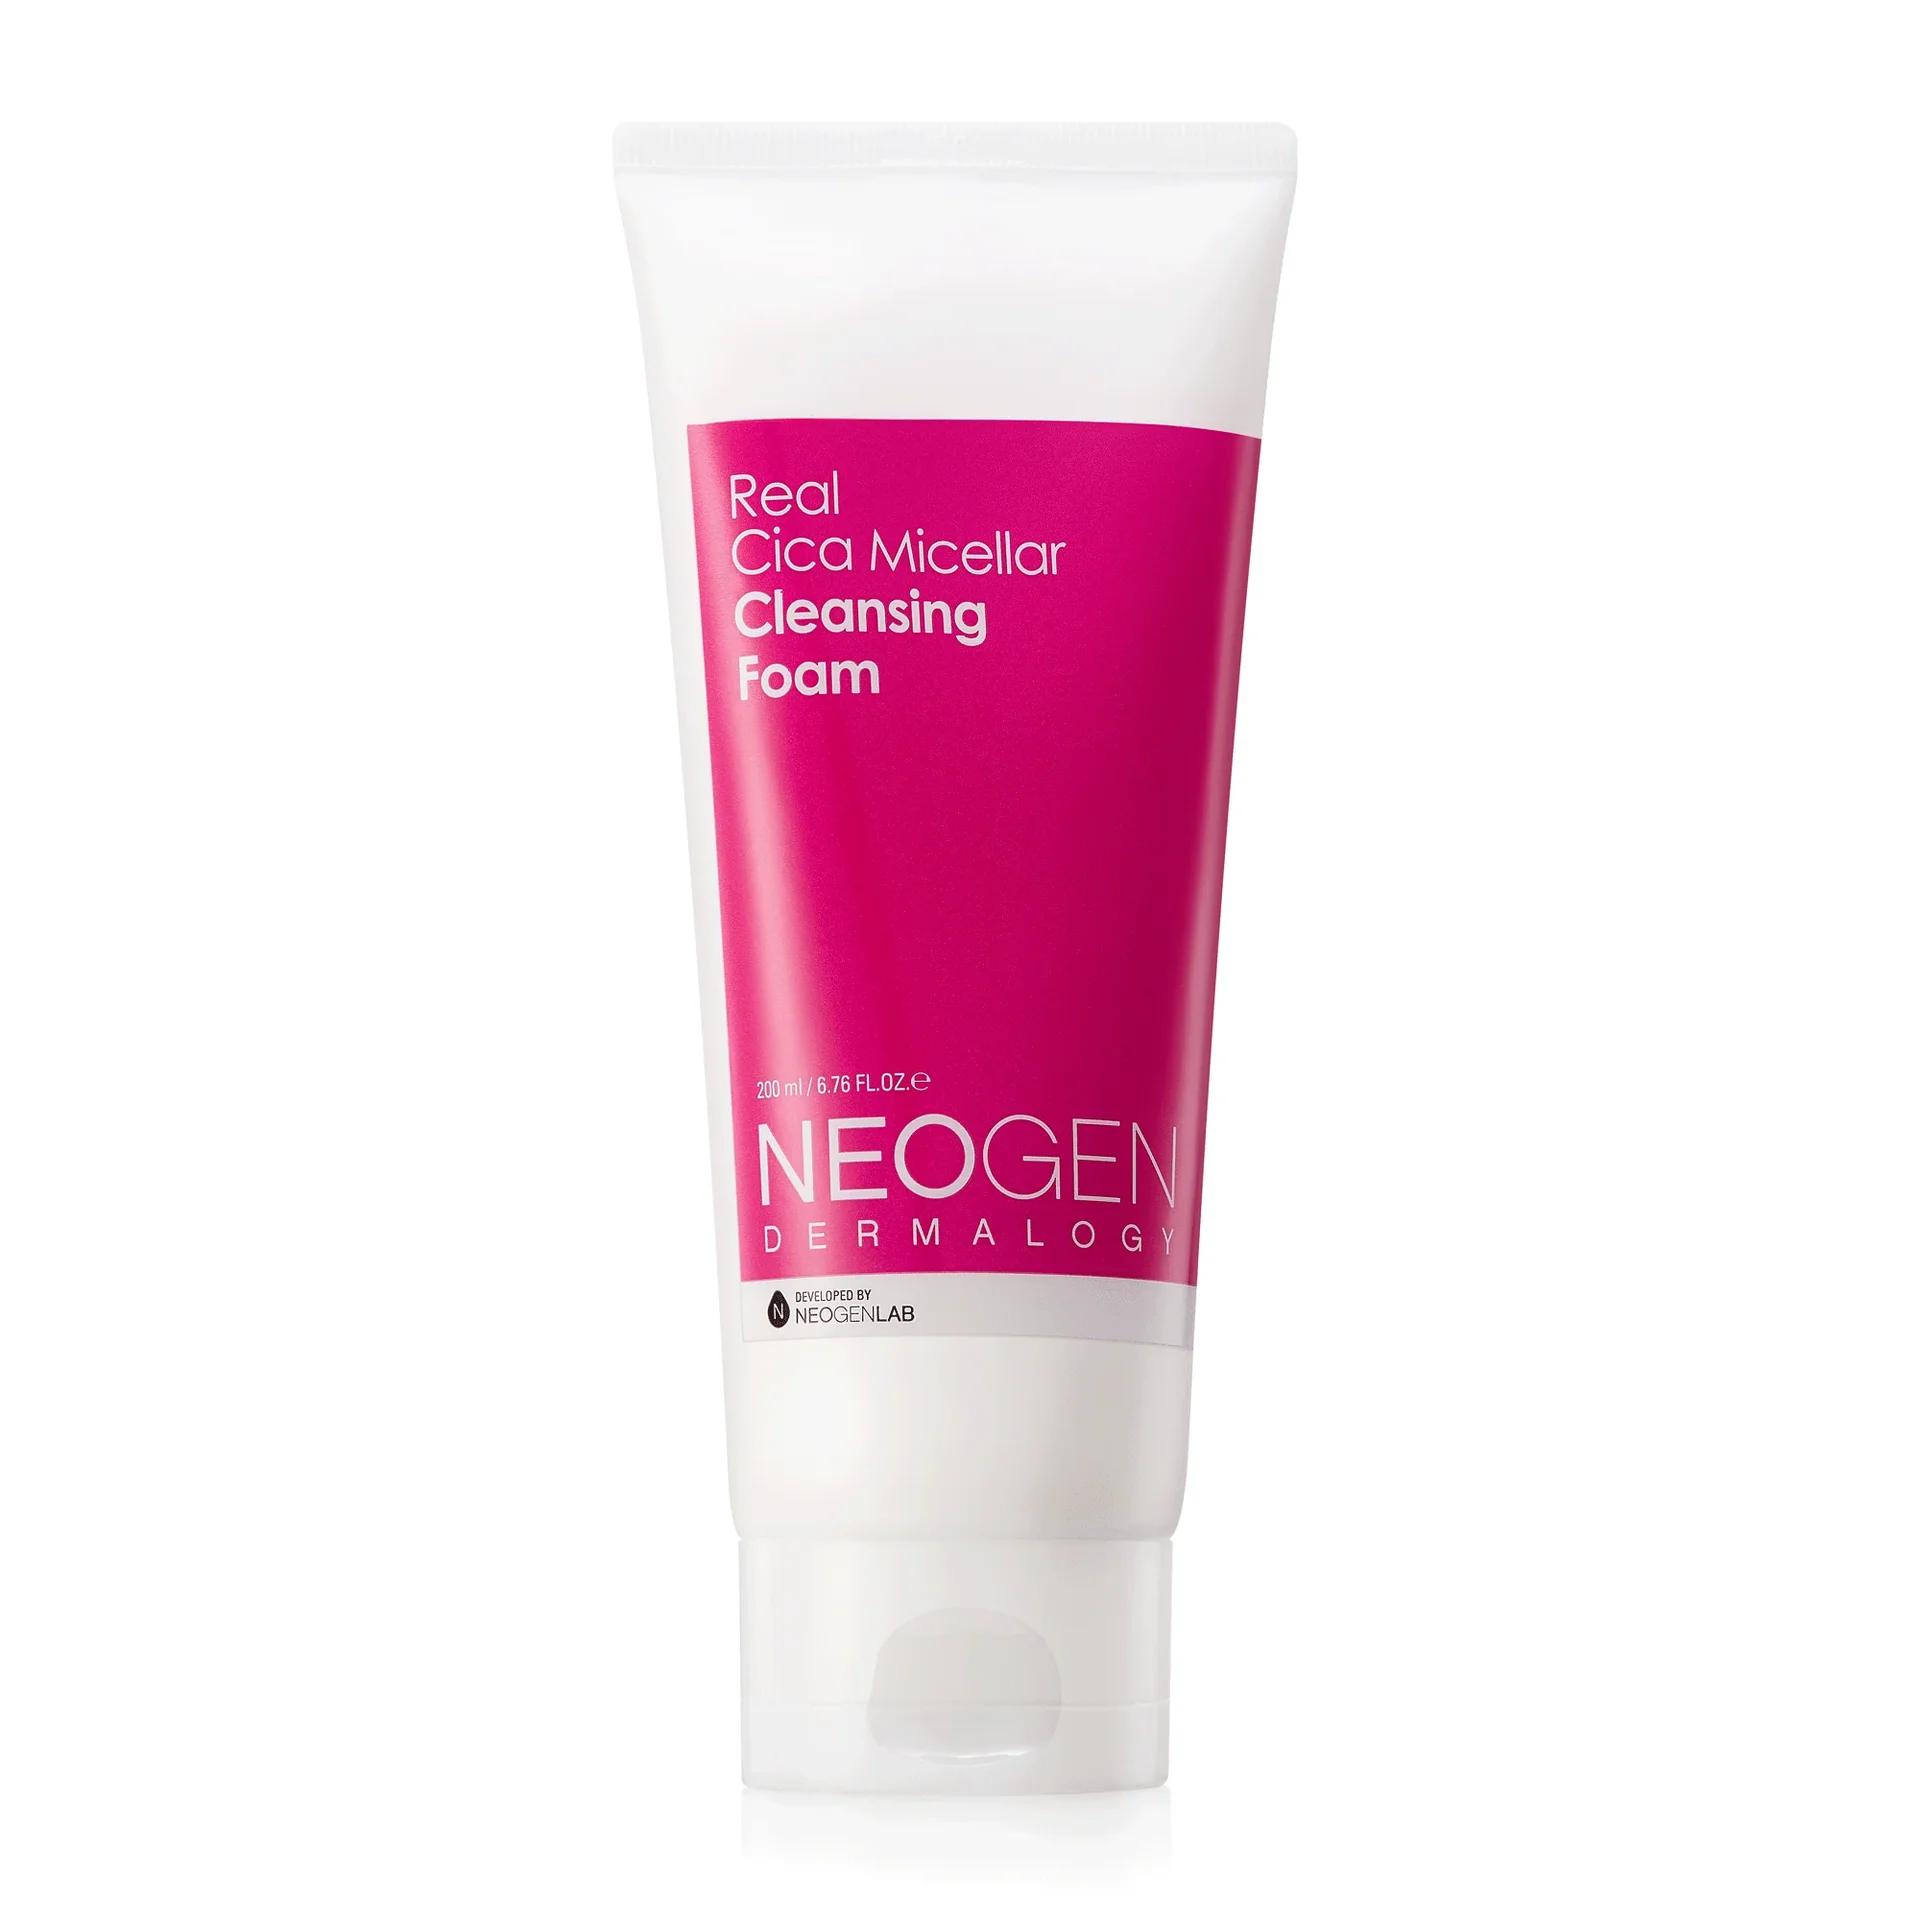 Real
Cica Micellar
Cleansing
Foam
200 ml / 6.76 FL.OZ.℮
NEOGEN
DERMALOGY
N
DEVELOPED BY
NEOGENLAB